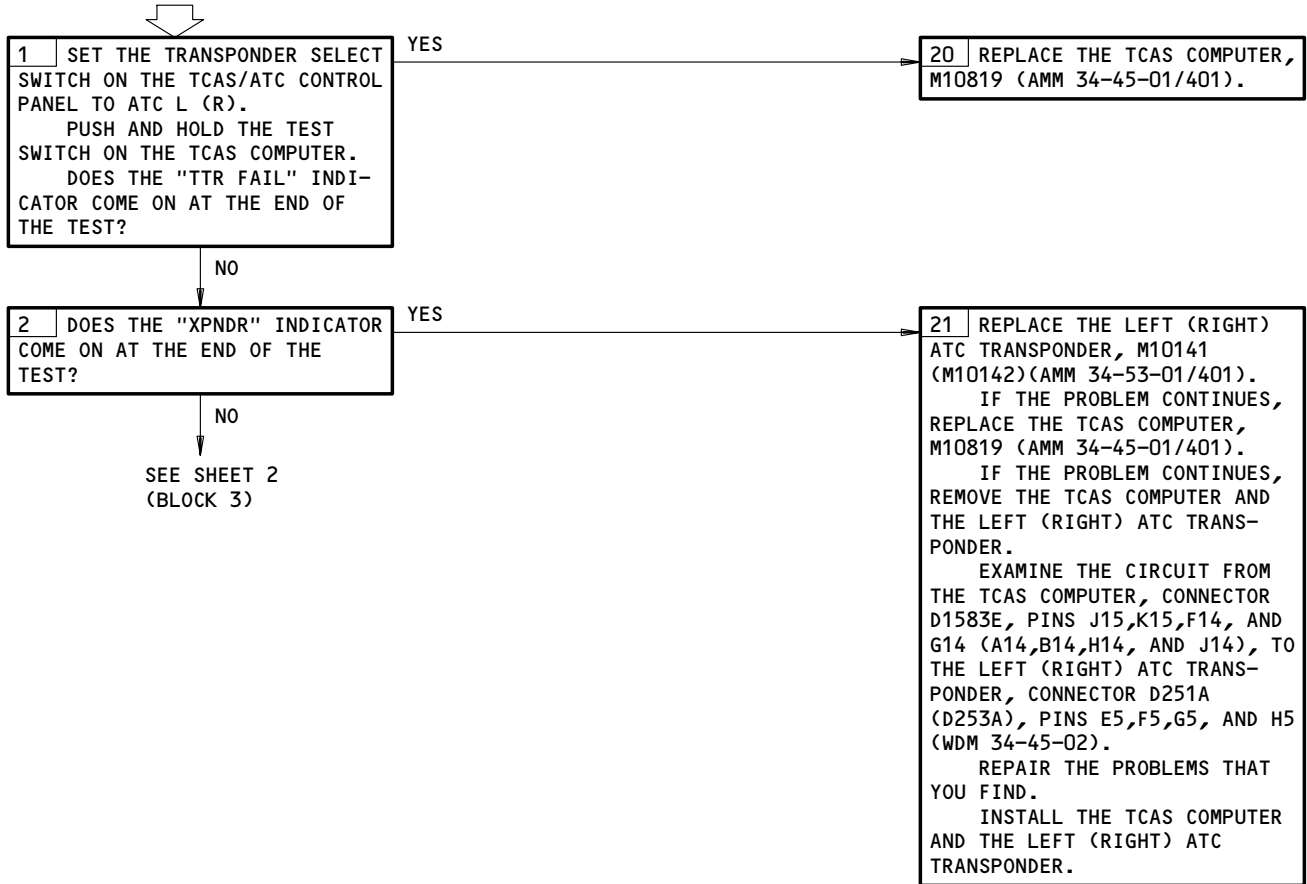 1 SET THE TRANSPONDER SELECT
SWITCH ON THE TCAS/ATC CONTROL
PANEL TO ATC L (R).
PUSH AND HOLD THE TEST
SWITCH ON THE TCAS COMPUTER.
DOES THE "TTR FAIL" INDI-
CATOR COME ON AT THE END OF
THE TEST?
YES
20 REPLACE THE TCAS COMPUTER,
M10819 (AMM 34-45-01/401).
NO
2 DOES THE "XPNDR" INDICATOR
COME ON AT THE END OF THE
TEST?
YES
21 REPLACE THE LEFT (RIGHT)
ATC TRANSPONDER, M10141
(M10142)(AMM 34-53-01/401).
IF THE PROBLEM CONTINUES,
REPLACE THE TCAS COMPUTER,
M10819 (AMM 34-45-01/401).
IF THE PROBLEM CONTINUES,
REMOVE THE TCAS COMPUTER AND
THE LEFT (RIGHT) ATC TRANS-
PONDER.
EXAMINE THE CIRCUIT FROM
THE TCAS COMPUTER, CONNECTOR
D1583E, PINS J15,K15,F14, AND
G14 (A14,B14,H14, AND J14), TO
THE LEFT (RIGHT) ATC TRANS-
PONDER, CONNECTOR D251A
(D253A), PINS E5,F5,G5, AND H5
(WDM 34-45-02).
REPAIR THE PROBLEMS THAT
YOU FIND.
INSTALL THE TCAS COMPUTER
AND THE LEFT (RIGHT) ATC
TRANSPONDER.
NO
SEE SHEET 2
(BLOCK 3)